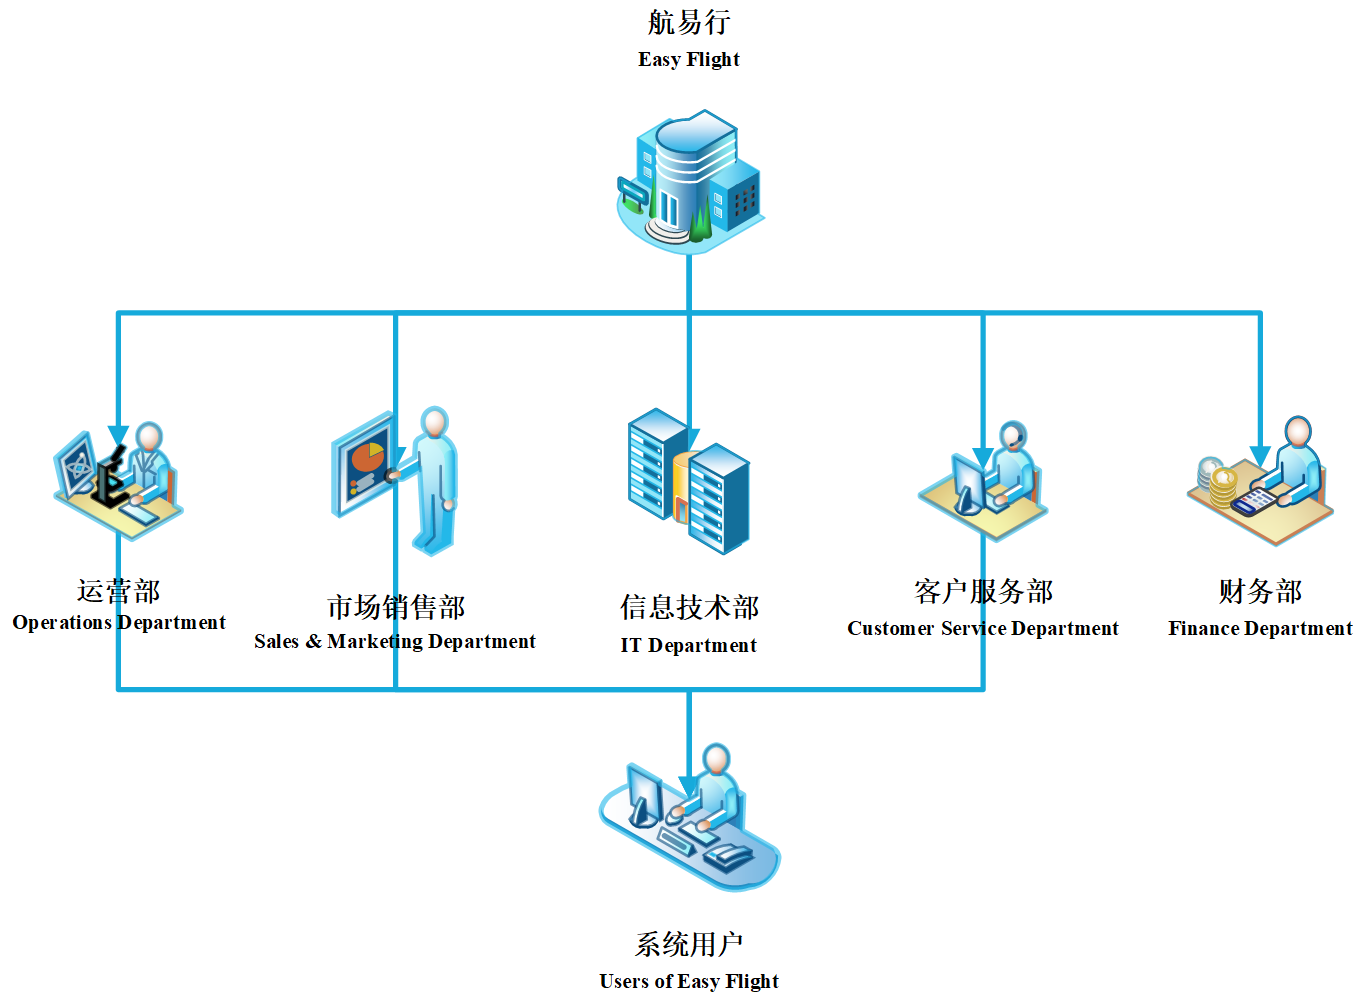 航易行
Easy Flight
运营部
Operations Department
市场销售部
Sales & Marketing Department
信息技术部
IT Department
客户服务部
Customer Service Department
财务部
Finance Department
系统用户
Users of Easy Flight